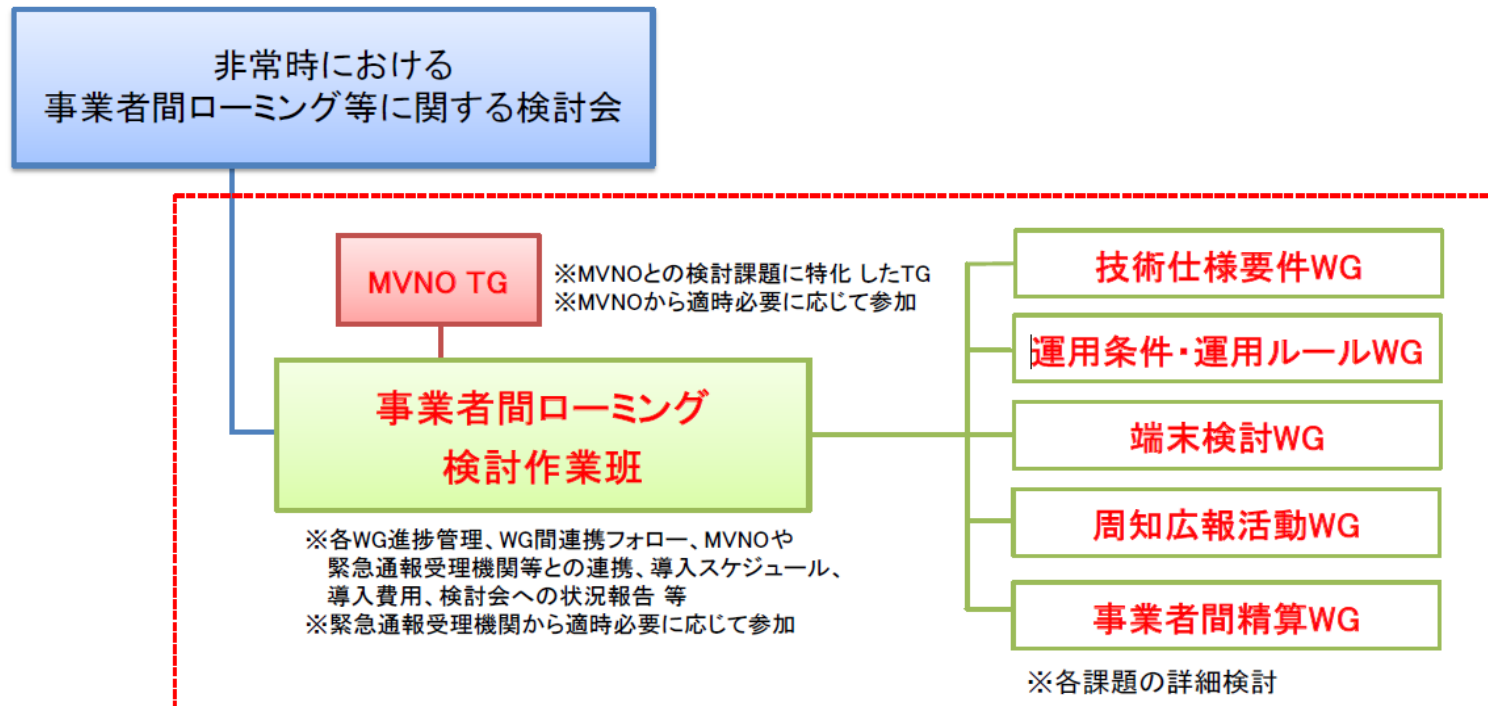 非常時における
事業者間ローミング等に関する検討会
MVNO TG
※MVNOとの検討課題に特化 したTG
※MVNOから適時必要に応じて参加
事業者間ローミング
検討作業班
※各WG進捗管理、WG間連携フォロー、MVNOや
緊急通報受理機関等との連携、導入スケジュール、
導入費用、検討会への状況報告 等
※緊急通報受理機関から適時必要に応じて参加
技術仕様要件WG
運用条件・運用ルールWG
端末検討WG
周知広報活動WG
事業者間精算WG
※各課題の詳細検討